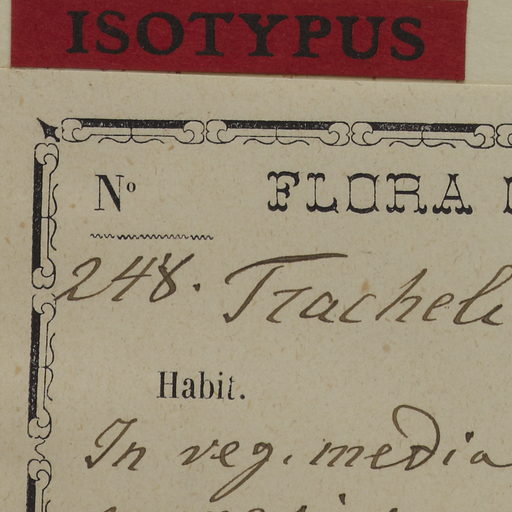 ISOTYPUS
Nº FLORA
248. Tracheli
Habit.
In veg. media